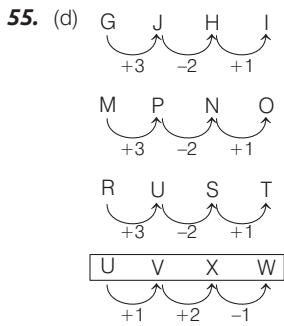 55. (d) G J H I
+3 −2 +1
M P N O
+3 −2 +1
R U S T
+3 −2 +1
U V X W
+1 +2 −1